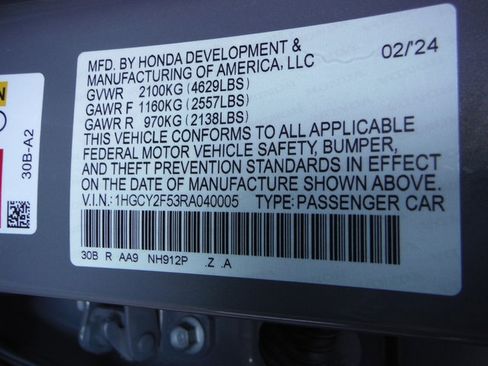 MFD. BY HONDA DEVELOPMENT &
MANUFACTURING OF AMERICA, LLC 02/'24
GVWR 2100KG (4629LBS)
GAWR F 1160KG (2557LBS)
GAWR R 970KG (2138LBS)
THIS VEHICLE CONFORMS TO ALL APPLICABLE
FEDERAL MOTOR VEHICLE SAFETY, BUMPER,
AND THEFT PREVENTION STANDARDS IN EFFECT
ON THE DATE OF MANUFACTURE SHOWN ABOVE.
V.I.N.: 1HGCY2F53RA040005 TYPE: PASSENGER CAR
30B R AA9 NH912P .Z .A
30B-A2